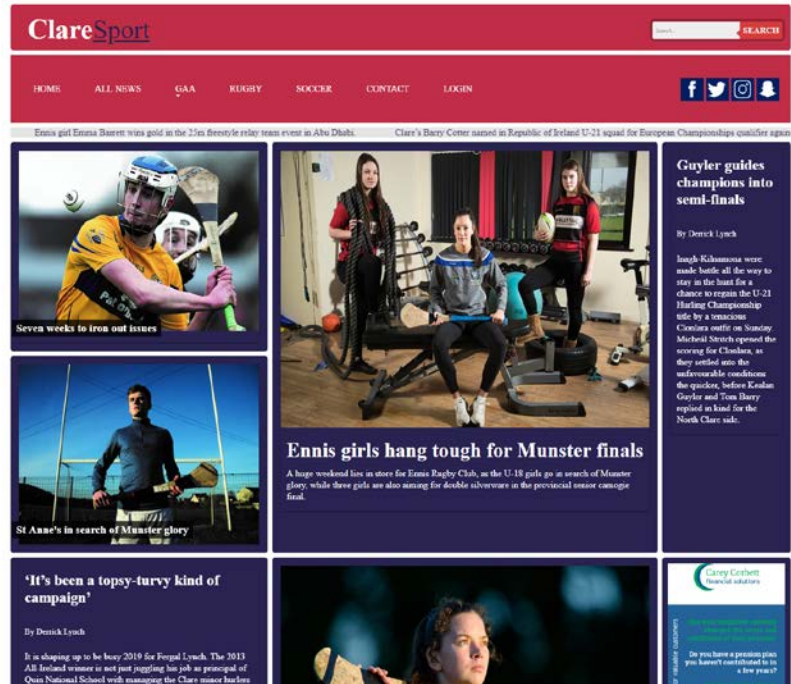 ClareSport
Search...
SEARCH
HOME ALL NEWS GAA RUGBY SOCCER CONTACT LOGIN
Ennis girl Emma Barrett wins gold in the 25m freestyle relay team event in Abu Dhabi. Clare's Barry Cotter named in Republic of Ireland U-21 squad for European Championships qualifier again
Seven weeks to iron out issues
St Anne's in search of Munster glory
Ennis girls hang tough for Munster finals
A huge weekend lies in store for Ennis Rugby Club, as the U-18 girls go in search of Munster
glory, while three girls are also aiming for double silverware in the provincial senior camogie
final.
Guyler guides
champions into
semi-finals
By Derrick Lynch
Inagh-Kilnamona were
made battle all the way to
stay in the hunt for a
chance to regain the U-21
Hurling Championship
title by a tenacious
Clonlara outfit on Sunday.
Micheál Stritch opened the
scoring for Clonlara, as
they settled into the
unfavourable conditions
the quicker, before Kealan
Guyler and Tom Barry
replied in kind for the
North Clare side.
'It's been a topsy-turvy kind of
campaign'
By Derrick Lynch
It is shaping up to be busy 2019 for Fergal Lynch. The 2013
All-Ireland winner is not just juggling his job as principal of
Quin National School with managing the Clare minor hurlers
Carey Corbett
financial solutions
Do you have a pension plan
you haven't contributed to in
a few years?